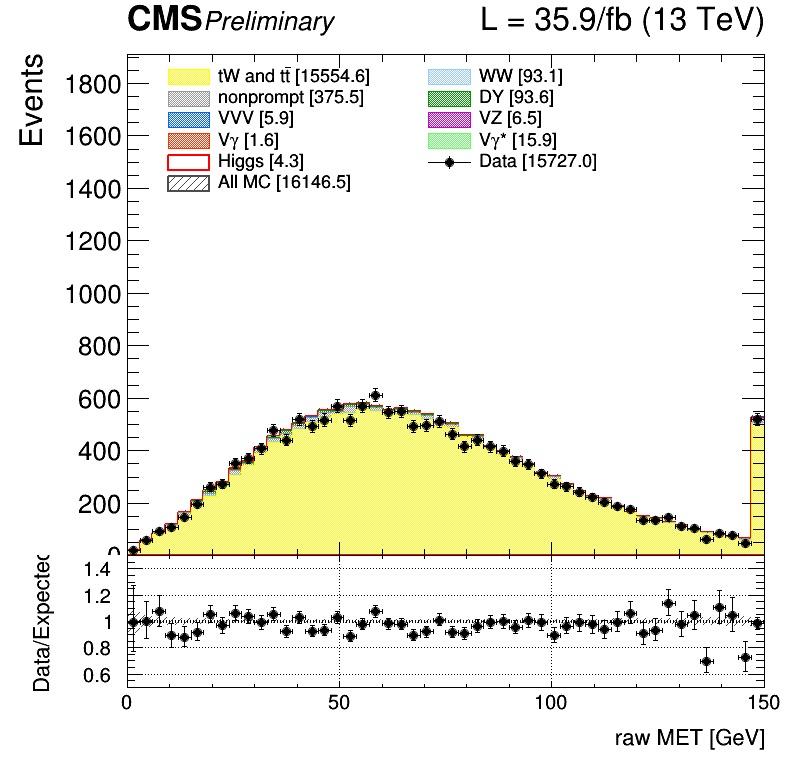 CMS Preliminary L = 35.9/fb (13 TeV)
Events
1800
1600
1400
1200
1000
800
600
400
200
0
tW and tt̄ [15554.6]
nonprompt [375.5]
VVV [5.9]
Vγ [1.6]
Higgs [4.3]
All MC [16146.5]
WW [93.1]
DY [93.6]
VZ [6.5]
Vγ* [15.9]
Data [15727.0]
Data/Expected
1.4
1.2
1
0.8
0.6
0 50 100 150
raw MET [GeV]